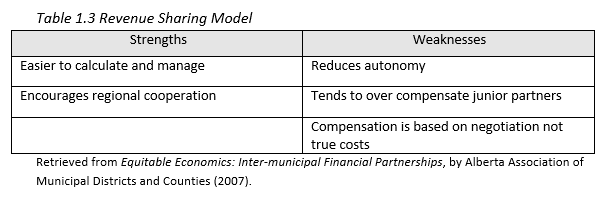 Table 1.3 Revenue Sharing Model
Strengths Weaknesses
Easier to calculate and manage Reduces autonomy
Encourages regional cooperation Tends to over compensate junior partners
Compensation is based on negotiation not
true costs
Retrieved from Equitable Economics: Inter-municipal Financial Partnerships, by Alberta Association of
Municipal Districts and Counties (2007).